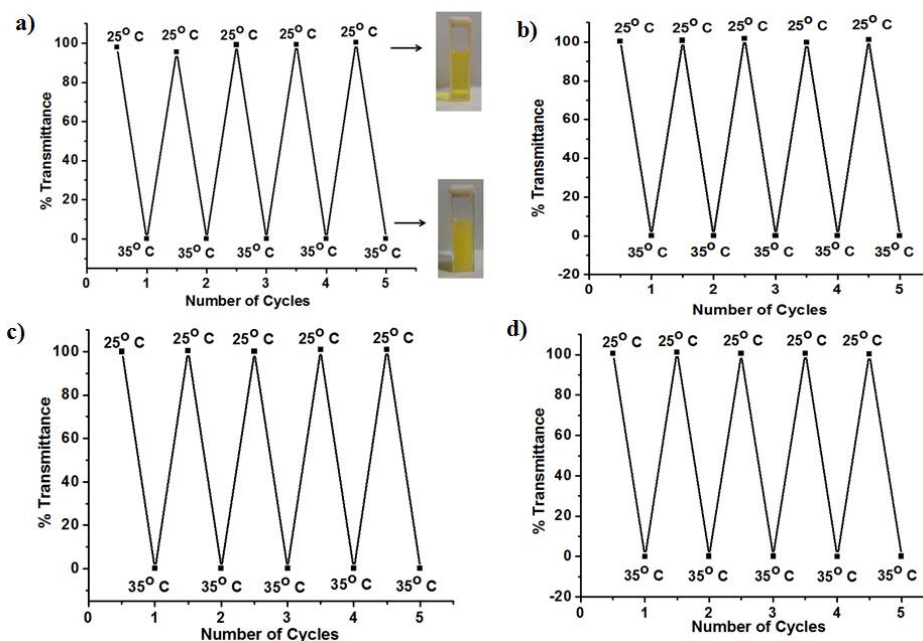 a)
25° C 25° C 25° C 25° C 25° C
100
80
60
40
20
0
35° C 35° C 35° C 35° C 35° C
0 1 2 3 4 5
Number of Cycles
% Transmittance
b)
25° C 25° C 25° C 25° C 25° C
100
80
60
40
20
0
-20
35° C 35° C 35° C 35° C 35° C
0 1 2 3 4 5
Number of Cycles
% Transmittance
c)
25° C 25° C 25° C 25° C 25° C
100
80
60
40
20
0
35° C 35° C 35° C 35° C 35° C
0 1 2 3 4 5
Number of Cycles
% Transmittance
d)
25° C 25° C 25° C 25° C 25° C
100
80
60
40
20
0
-20
35° C 35° C 35° C 35° C 35° C
0 1 2 3 4 5
Number of Cycles
% Transmittance